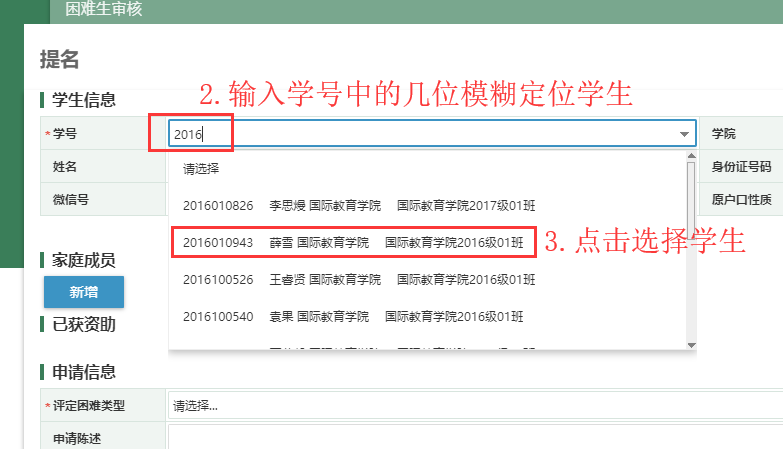 困难生审核
提名
2.输入学号中的几位模糊定位学生
学生信息
*学号 2016 学院
姓名 请选择 身份证号码
微信号 2016010826 李思熳 国际教育学院 国际教育学院2017级01班 原户口性质
2016010943 薛雪 国际教育学院 国际教育学院2016级01班
3.点击选择学生
家庭成员
2016100526 王睿贤 国际教育学院 国际教育学院2016级01班
新增
2016100540 袁果 国际教育学院 国际教育学院2016级01班
已获资助
申请信息
*评定困难类型 请选择...
申请陈述